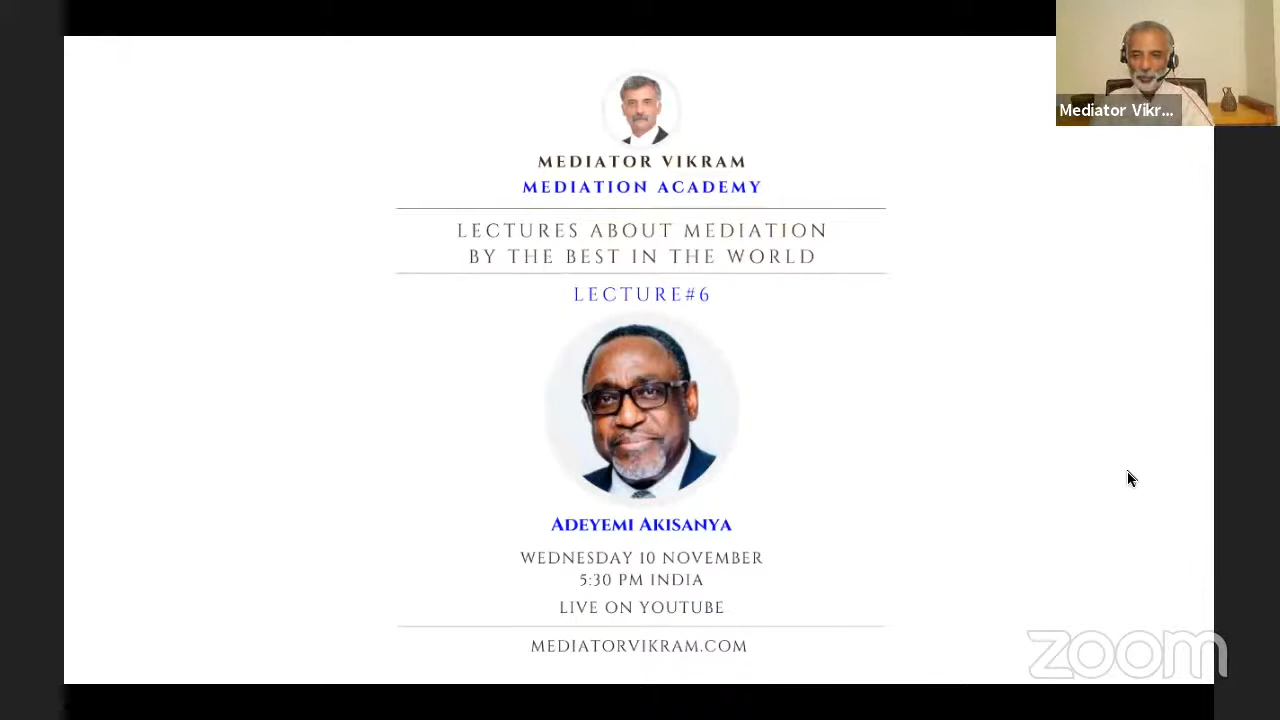 MEDIATOR VIKRAM
MEDIATION ACADEMY
LECTURES ABOUT MEDIATION
BY THE BEST IN THE WORLD
LECTURE#6
ADEYEMI AKISANYA
WEDNESDAY 10 NOVEMBER
5:30 PM INDIA
LIVE ON YOUTUBE
MEDIATORVIKRAM.COM
Mediator Vikr...
zoom